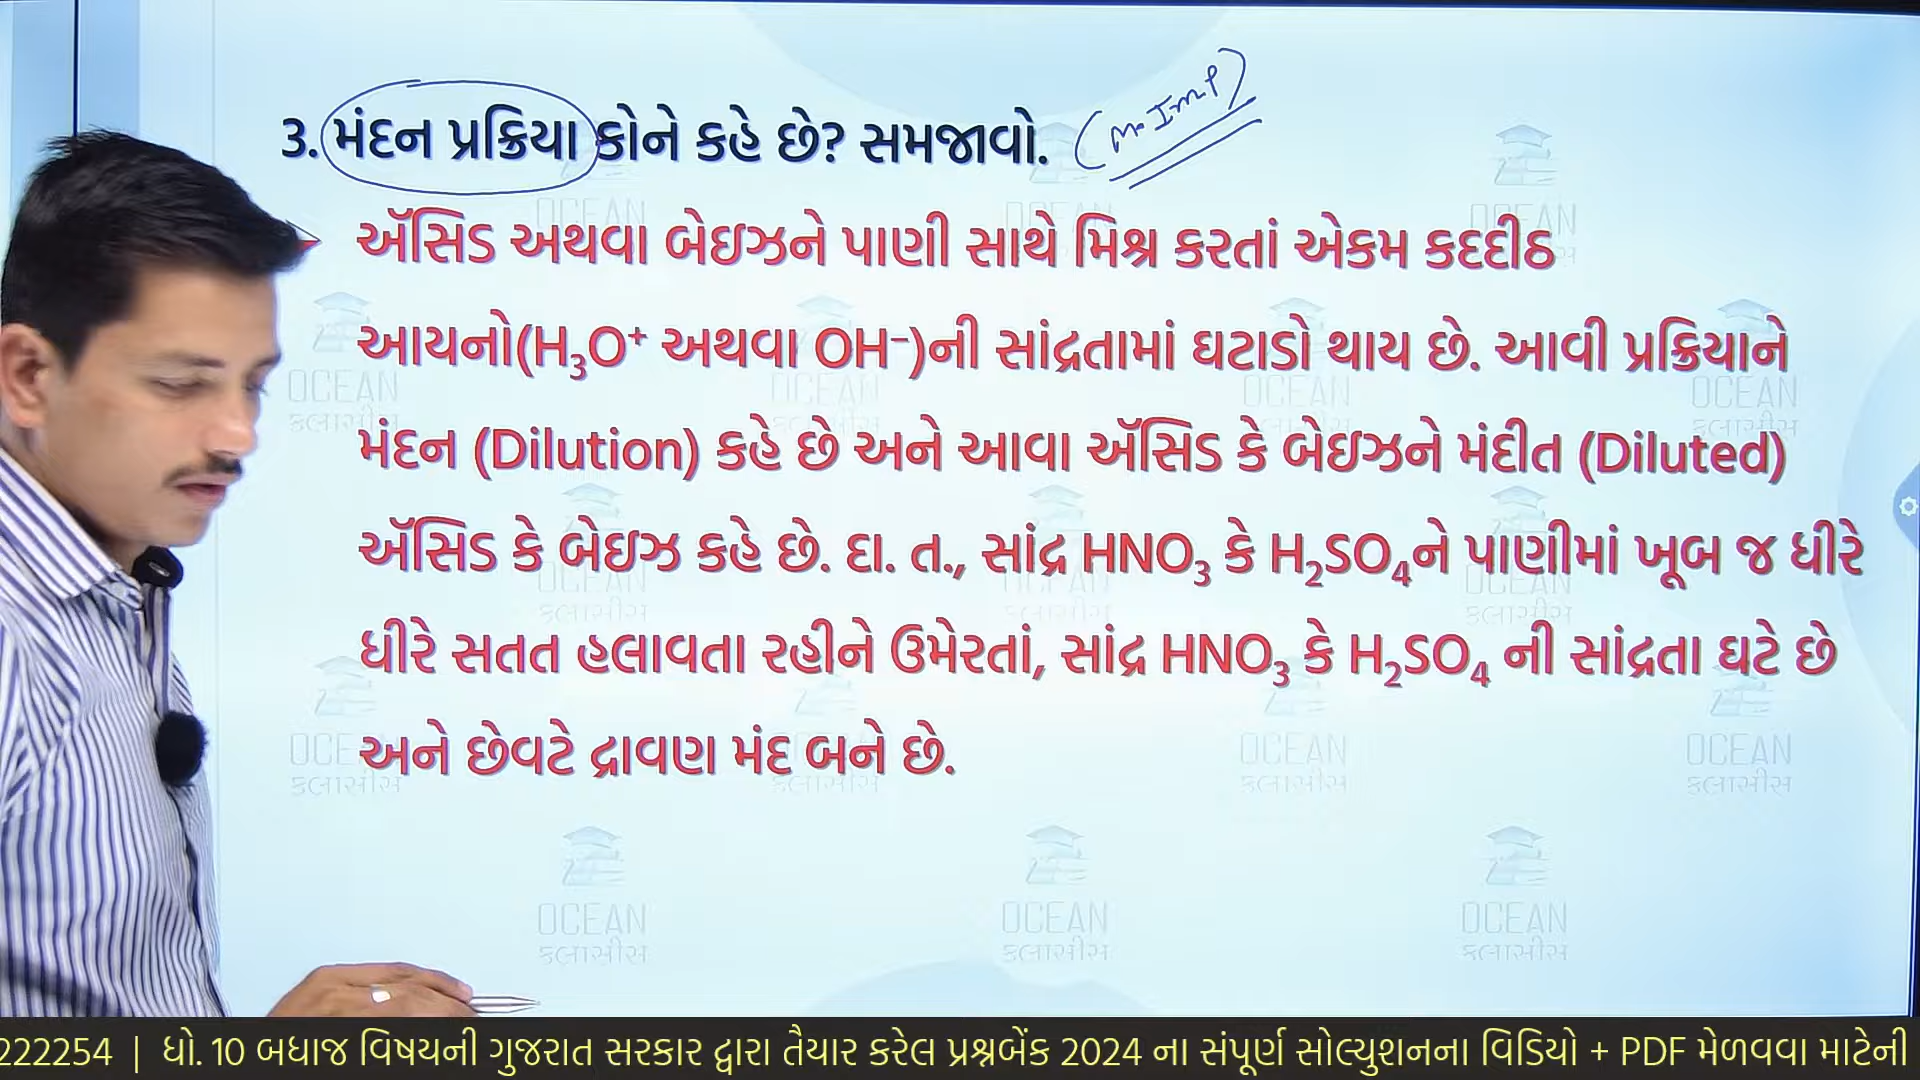 3. મંદન પ્રક્રિયા કોને કહે છે? સમજાવો. (M. Imp)
ઍસિડ અથવા બેઇઝને પાણી સાથે મિશ્ર કરતાં એકમ કદદીઠ
આયનો(H₃O⁺ અથવા OH⁻)ની સાંદ્રતામાં ઘટાડો થાય છે. આવી પ્રક્રિયાને
મંદન (Dilution) કહે છે અને આવા ઍસિડ કે બેઇઝને મંદીત (Diluted)
ઍસિડ કે બેઇઝ કહે છે. દા. ત., સાંદ્ર HNO₃ કે H₂SO₄ને પાણીમાં ખૂબ જ ધીરે
ધીરે સતત હલાવતા રહીને ઉમેરતાં, સાંદ્ર HNO₃ કે H₂SO₄ ની સાંદ્રતા ઘટે છે
અને છેવટે દ્રાવણ મંદ બને છે.
OCEAN કલાસીસ
222254 | ધો. 10 બધાજ વિષયની ગુજરાત સરકાર દ્વારા તૈયાર કરેલ પ્રશ્નબેંક 2024 ના સંપૂર્ણ સોલ્યુશનના વિડિયો + PDF મેળવવા માટેની